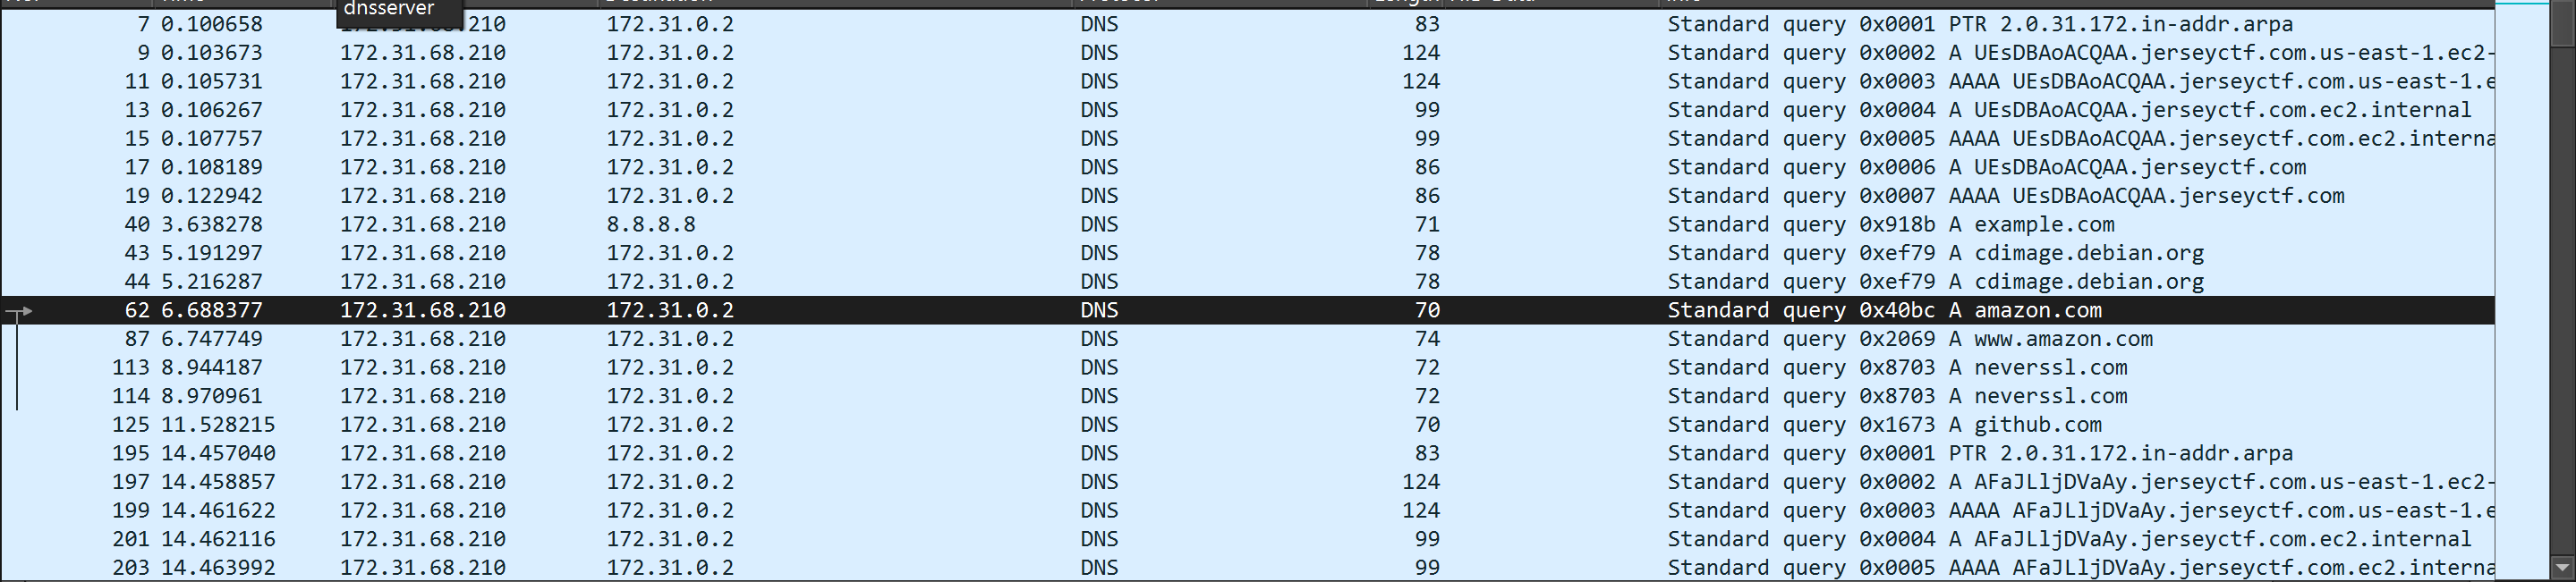 dnsserver
7 0.100658 172.31.68.210 172.31.0.2 DNS 83 Standard query 0x0001 PTR 2.0.31.172.in-addr.arpa
9 0.103673 172.31.68.210 172.31.0.2 DNS 124 Standard query 0x0002 A UEsDBAoACQAA.jerseyctf.com.us-east-1.ec2-
11 0.105731 172.31.68.210 172.31.0.2 DNS 124 Standard query 0x0003 AAAA UEsDBAoACQAA.jerseyctf.com.us-east-1.e
13 0.106267 172.31.68.210 172.31.0.2 DNS 99 Standard query 0x0004 A UEsDBAoACQAA.jerseyctf.com.ec2.internal
15 0.107757 172.31.68.210 172.31.0.2 DNS 99 Standard query 0x0005 AAAA UEsDBAoACQAA.jerseyctf.com.ec2.interna
17 0.108189 172.31.68.210 172.31.0.2 DNS 86 Standard query 0x0006 A UEsDBAoACQAA.jerseyctf.com
19 0.122942 172.31.68.210 172.31.0.2 DNS 86 Standard query 0x0007 AAAA UEsDBAoACQAA.jerseyctf.com
40 3.638278 172.31.68.210 8.8.8.8 DNS 71 Standard query 0x918b A example.com
43 5.191297 172.31.68.210 172.31.0.2 DNS 78 Standard query 0xef79 A cdimage.debian.org
44 5.216287 172.31.68.210 172.31.0.2 DNS 78 Standard query 0xef79 A cdimage.debian.org
62 6.688377 172.31.68.210 172.31.0.2 DNS 70 Standard query 0x40bc A amazon.com
87 6.747749 172.31.68.210 172.31.0.2 DNS 74 Standard query 0x2069 A www.amazon.com
113 8.944187 172.31.68.210 172.31.0.2 DNS 72 Standard query 0x8703 A neverssl.com
114 8.970961 172.31.68.210 172.31.0.2 DNS 72 Standard query 0x8703 A neverssl.com
125 11.528215 172.31.68.210 172.31.0.2 DNS 70 Standard query 0x1673 A github.com
195 14.457040 172.31.68.210 172.31.0.2 DNS 83 Standard query 0x0001 PTR 2.0.31.172.in-addr.arpa
197 14.458857 172.31.68.210 172.31.0.2 DNS 124 Standard query 0x0002 A AFaJLljDVaAy.jerseyctf.com.us-east-1.ec2-
199 14.461622 172.31.68.210 172.31.0.2 DNS 124 Standard query 0x0003 AAAA AFaJLljDVaAy.jerseyctf.com.us-east-1.e
201 14.462116 172.31.68.210 172.31.0.2 DNS 99 Standard query 0x0004 A AFaJLljDVaAy.jerseyctf.com.ec2.internal
203 14.463992 172.31.68.210 172.31.0.2 DNS 99 Standard query 0x0005 AAAA AFaJLljDVaAy.jerseyctf.com.ec2.interna